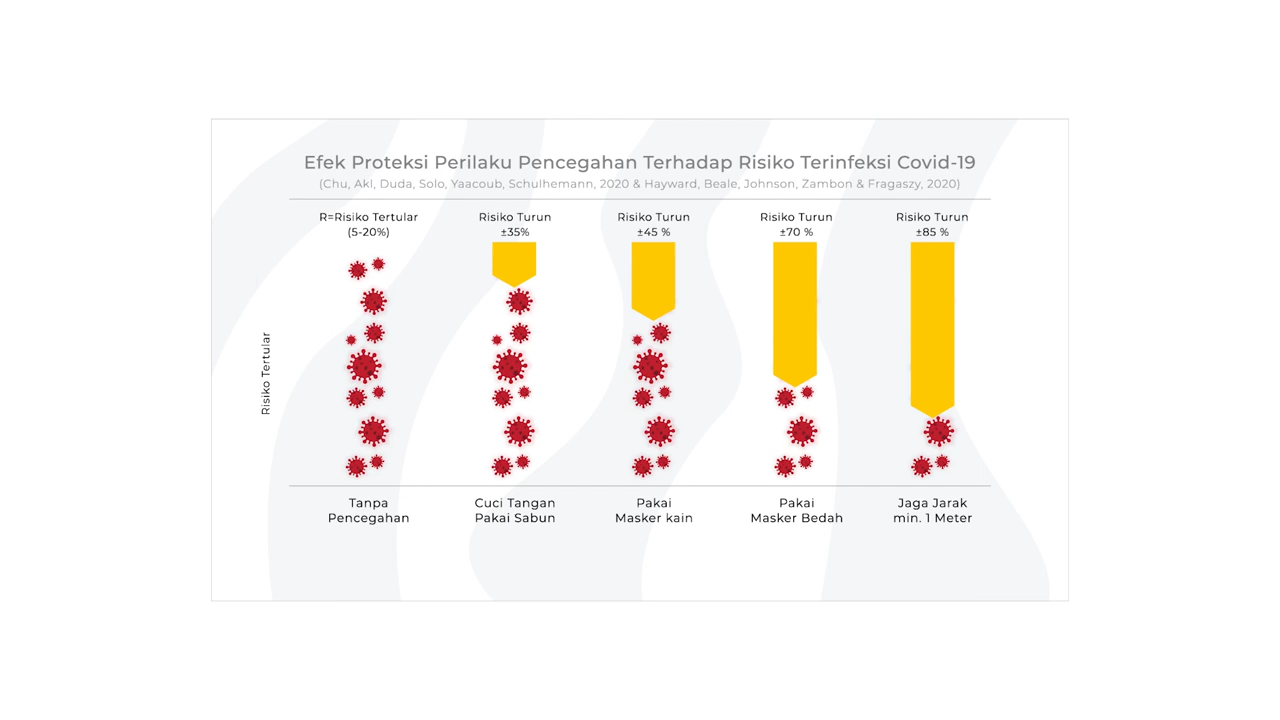 Efek Proteksi Perilaku Pencegahan Terhadap Risiko Terinfeksi Covid-19
(Chu, Akl, Duda, Solo, Yaacoub, Schulhemann, 2020 & Hayward, Beale, Johnson, Zambon & Fragaszy, 2020)
R=Risiko Tertular
(5-20%)
Risiko Turun
±35%
Risiko Turun
±45 %
Risiko Turun
±70 %
Risiko Turun
±85 %
Risiko Tertular
Tanpa
Pencegahan
Cuci Tangan
Pakai Sabun
Pakai
Masker kain
Pakai
Masker Bedah
Jaga Jarak
min. 1 Meter